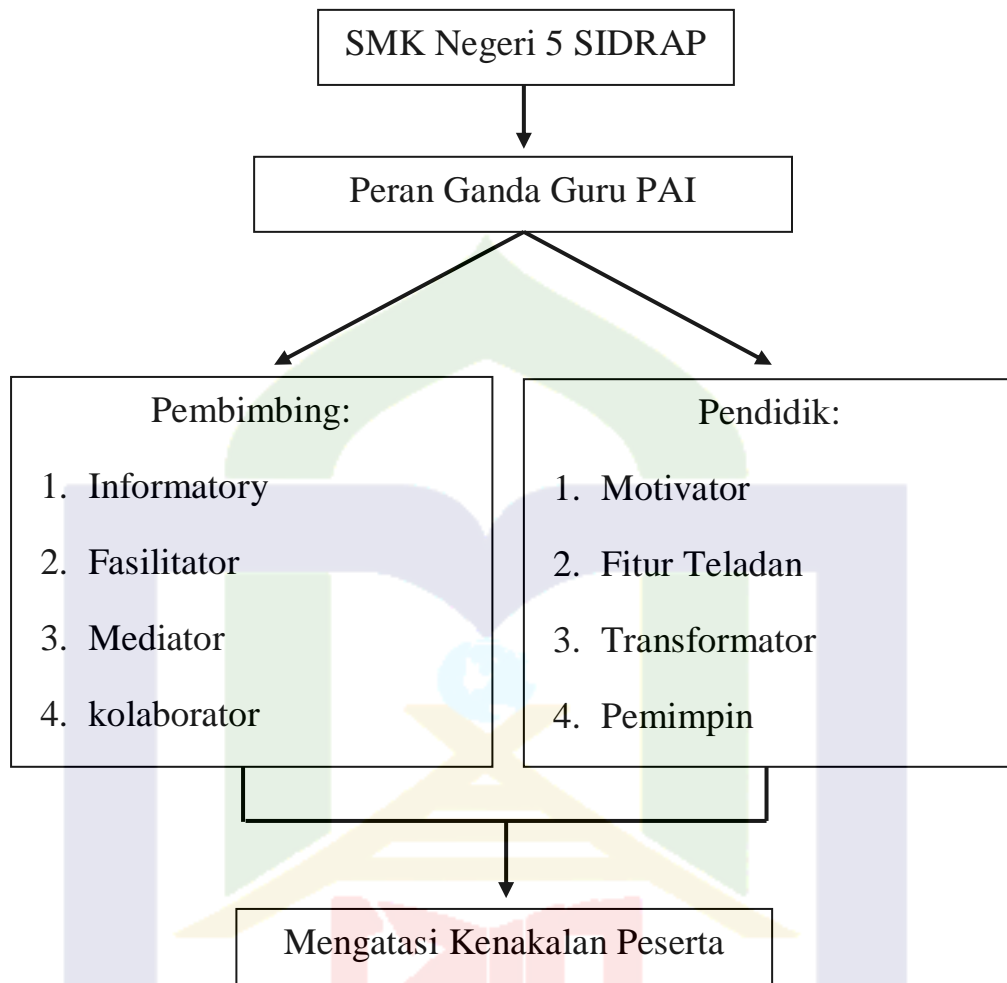 SMK Negeri 5 SIDRAP
Peran Ganda Guru PAI
Pembimbing:
1. Informatory
2. Fasilitator
3. Mediator
4. kolaborator
Pendidik:
1. Motivator
2. Fitur Teladan
3. Transformator
4. Pemimpin
Mengatasi Kenakalan Peserta